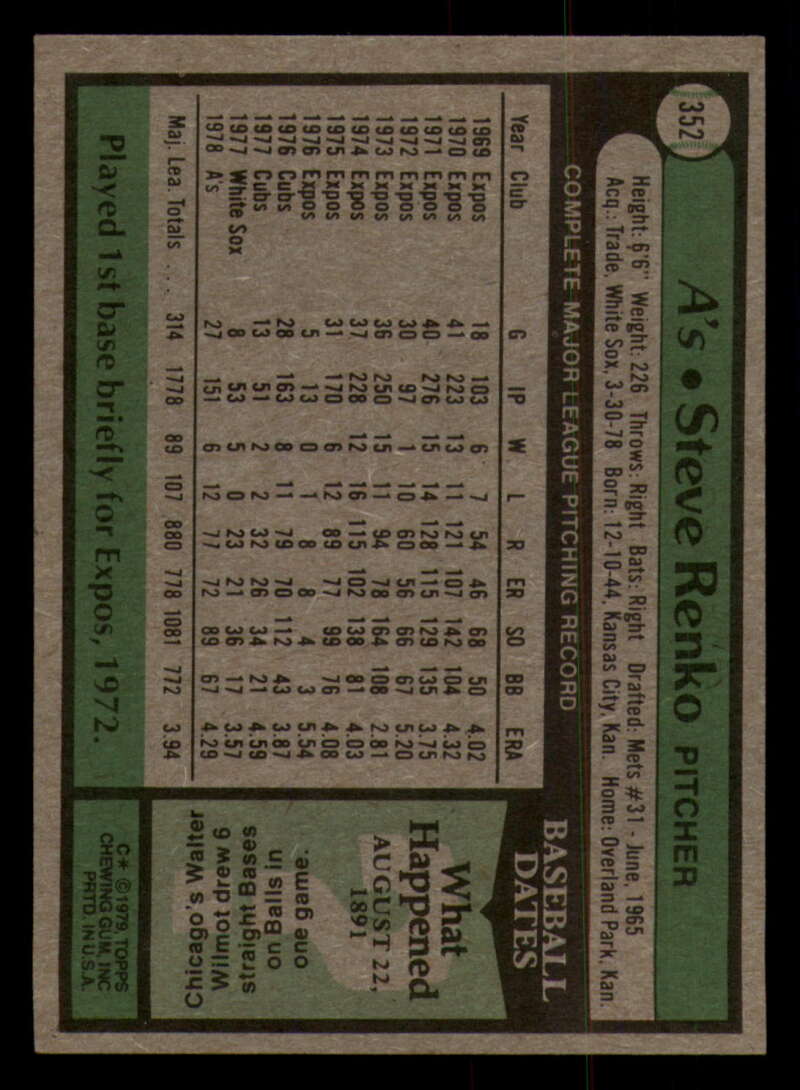 352
A's • Steve Renko PITCHER
Height: 6'6" Weight: 226 Throws: Right Bats: Right Drafted: Mets #31 - June, 1965
Acq.: Trade, White Sox, 3-30-78 Born: 12-10-44, Kansas City, Kan. Home: Overland Park, Kan.
COMPLETE MAJOR LEAGUE PITCHING RECORD
Year Club G IP W L R ER SO BB ERA
1969 Expos 18 103 6 7 54 46 68 50 4.02
1970 Expos 41 223 13 11 121 107 142 104 4.32
1971 Expos 40 276 15 14 128 115 129 135 3.75
1972 Expos 30 97 1 10 60 56 66 67 5.20
1973 Expos 36 250 15 11 94 78 164 108 2.81
1974 Expos 37 228 12 16 115 102 138 81 4.03
1975 Expos 31 170 6 12 89 77 99 76 4.08
1976 Expos 5 13 0 1 8 8 4 3 5.54
1976 Cubs 28 163 8 11 79 70 112 43 3.87
1977 Cubs 13 51 2 2 32 26 34 21 4.59
1977 White Sox 8 53 5 0 23 21 36 17 3.57
1978 A's 27 151 6 12 77 72 89 67 4.29
Maj. Lea. Totals . . . 314 1778 89 107 880 778 1081 772 3.94
Played 1st base briefly for Expos, 1972.
BASEBALL
DATES
What
Happened
AUGUST 22,
1891
Chicago's Walter
Wilmot drew 6
straight Bases
on Balls in
one game.
C* © 1979, TOPPS
CHEWING GUM, INC
PRTD. IN U.S.A.